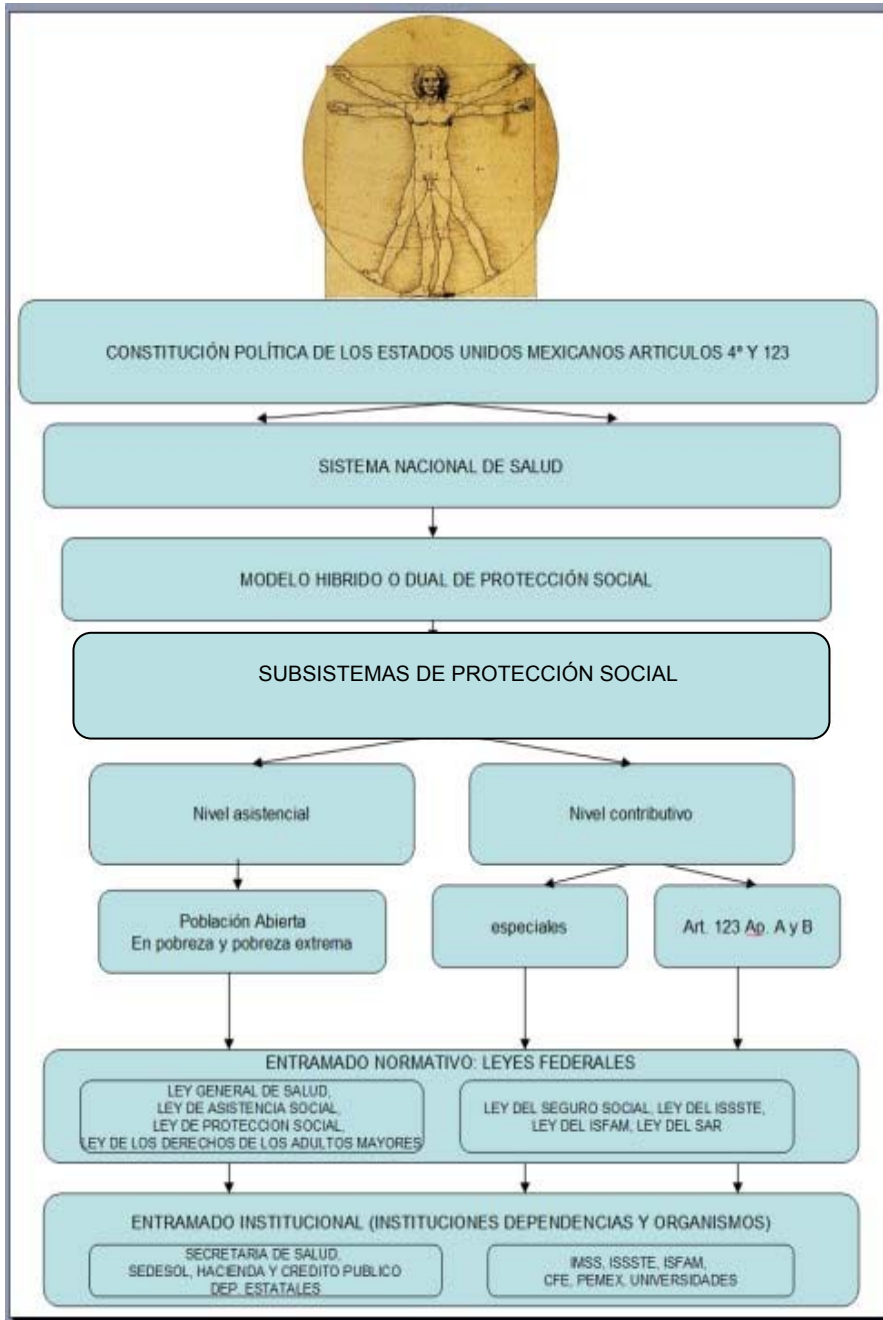 CONSTITUCIÓN POLÍTICA DE LOS ESTADOS UNIDOS MEXICANOS ARTICULOS 4º Y 123
SISTEMA NACIONAL DE SALUD
MODELO HIBRIDO O DUAL DE PROTECCIÓN SOCIAL
SUBSISTEMAS DE PROTECCIÓN SOCIAL
Nivel asistencial
Nivel contributivo
Población Abierta
En pobreza y pobreza extrema
especiales
Art. 123 Ap. A y B
ENTRAMADO NORMATIVO: LEYES FEDERALES
LEY GENERAL DE SALUD,
LEY DE ASISTENCIA SOCIAL,
LEY DE PROTECCION SOCIAL,
LEY DE LOS DERECHOS DE LOS ADULTOS MAYORES
LEY DEL SEGURO SOCIAL, LEY DEL ISSSTE,
LEY DEL ISFAM, LEY DEL SAR
ENTRAMADO INSTITUCIONAL (INSTITUCIONES DEPENDENCIAS Y ORGANISMOS)
SECRETARIA DE SALUD,
SEDESOL, HACIENDA Y CREDITO PUBLICO
DEP. ESTATALES
IMSS, ISSSTE, ISFAM,
CFE, PEMEX, UNIVERSIDADES